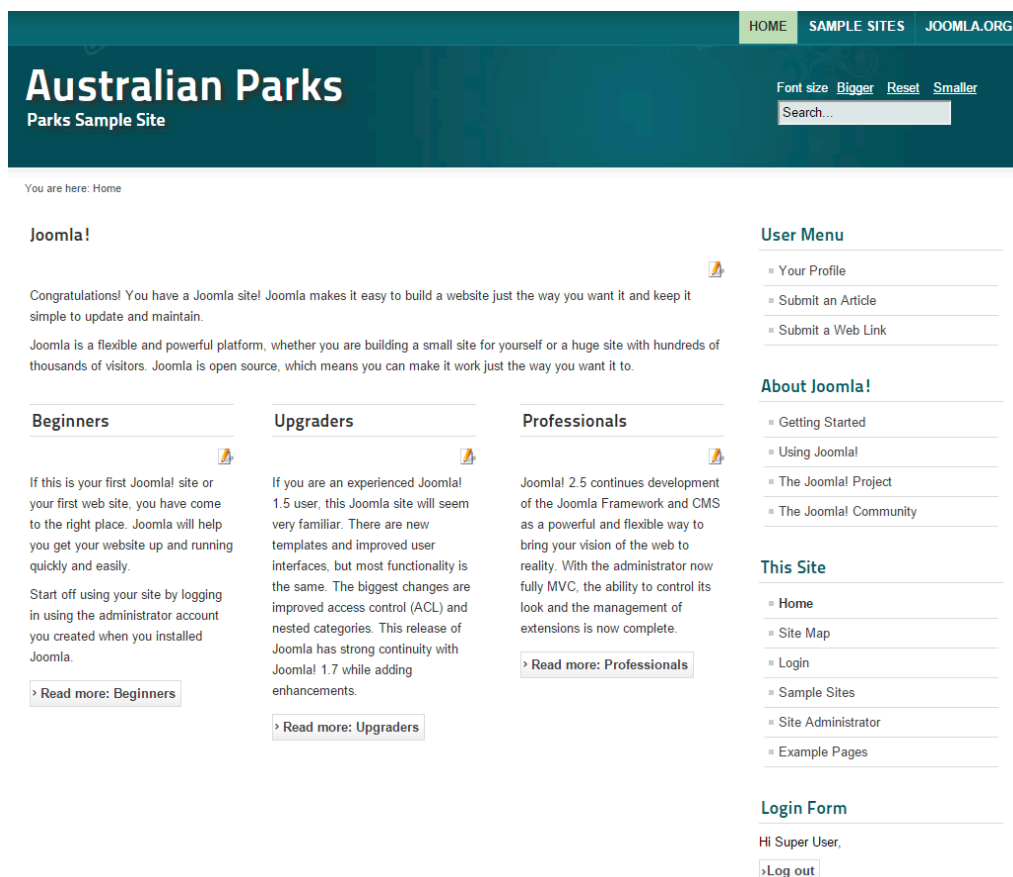 HOME SAMPLE SITES JOOMLA.ORG
Australian Parks
Parks Sample Site
Font size Bigger Reset Smaller
Search...
You are here: Home
Joomla!
Congratulations! You have a Joomla site! Joomla makes it easy to build a website just the way you want it and keep it
simple to update and maintain.
Joomla is a flexible and powerful platform, whether you are building a small site for yourself or a huge site with hundreds of
thousands of visitors. Joomla is open source, which means you can make it work just the way you want it to.
Beginners
If this is your first Joomla! site or
your first web site, you have come
to the right place. Joomla will help
you get your website up and running
quickly and easily.
Start off using your site by logging
in using the administrator account
you created when you installed
Joomla.
› Read more: Beginners
Upgraders
If you are an experienced Joomla!
1.5 user, this Joomla site will seem
very familiar. There are new
templates and improved user
interfaces, but most functionality is
the same. The biggest changes are
improved access control (ACL) and
nested categories. This release of
Joomla has strong continuity with
Joomla! 1.7 while adding
enhancements.
› Read more: Upgraders
Professionals
Joomla! 2.5 continues development
of the Joomla Framework and CMS
as a powerful and flexible way to
bring your vision of the web to
reality. With the administrator now
fully MVC, the ability to control its
look and the management of
extensions is now complete.
› Read more: Professionals
User Menu
Your Profile
Submit an Article
Submit a Web Link
About Joomla!
Getting Started
Using Joomla!
The Joomla! Project
The Joomla! Community
This Site
Home
Site Map
Login
Sample Sites
Site Administrator
Example Pages
Login Form
Hi Super User,
›Log out